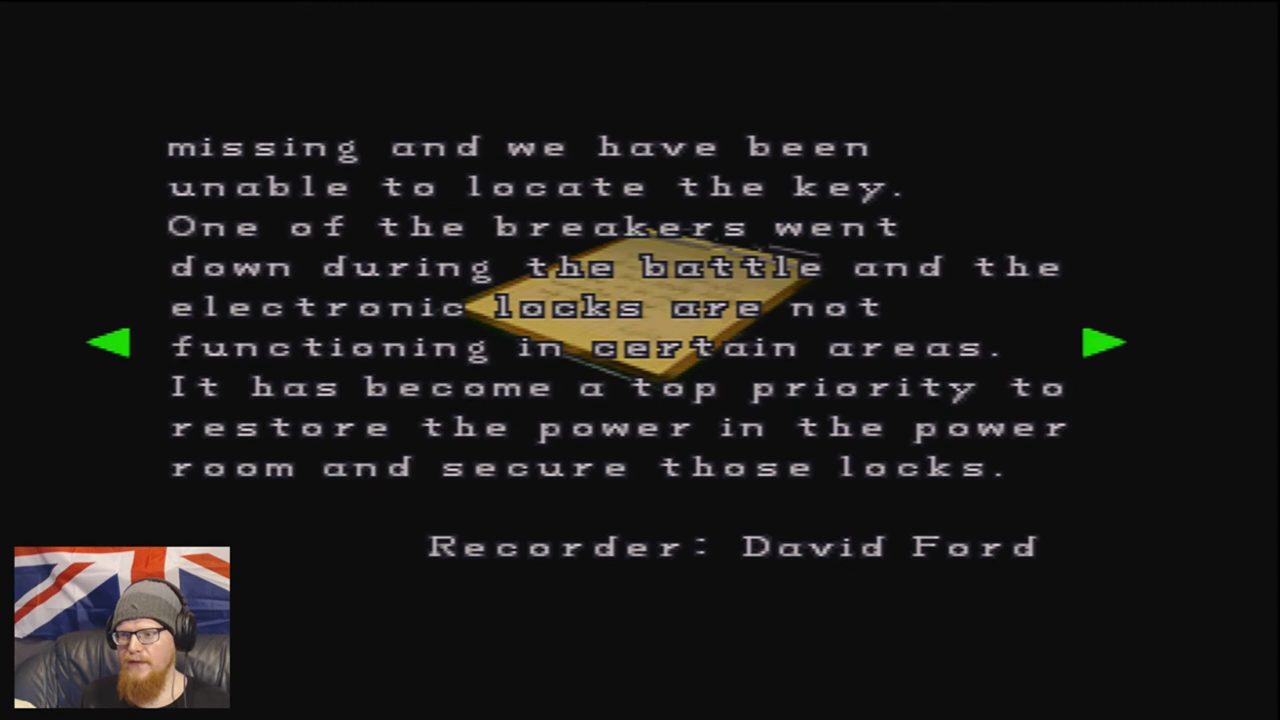 missing and we have been
unable to locate the key.
One of the breakers went
down during the battle and the
electronic locks are not
functioning in certain areas.
It has become a top priority to
restore the power in the power
room and secure those locks.
Recorder: David Ford